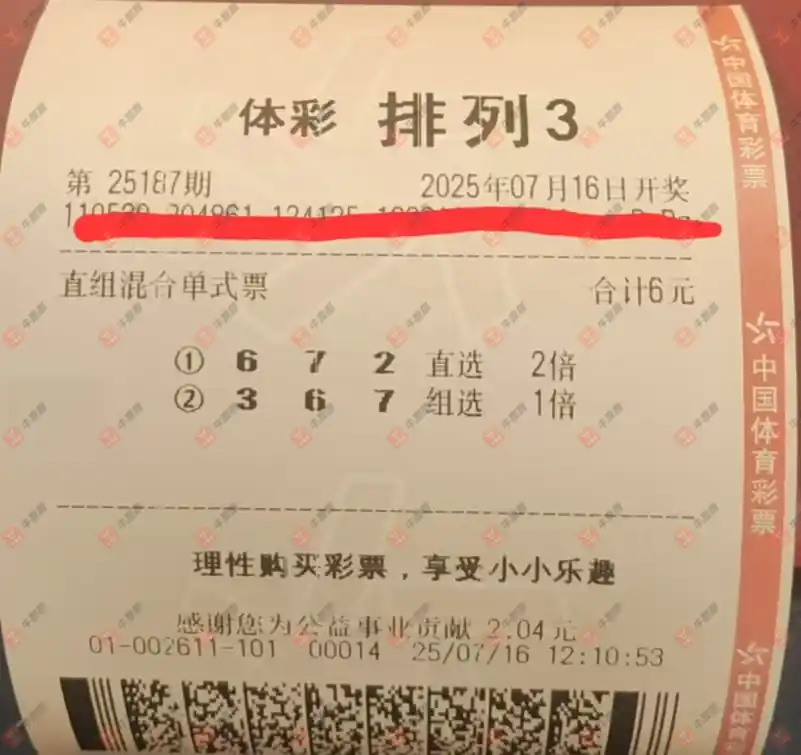 体彩 排列3
第 25187期 2025年07月16日开奖
直组混合单式票 合计6元
① 6 7 2 直选 2倍
② 3 6 7 组选 1倍
理性购买彩票，享受小小乐趣
感谢您为公益事业贡献 2.04元
01-002611-101 00014 25/07/16 12:10:53
中国体育彩票
中国体育彩票
中国体育